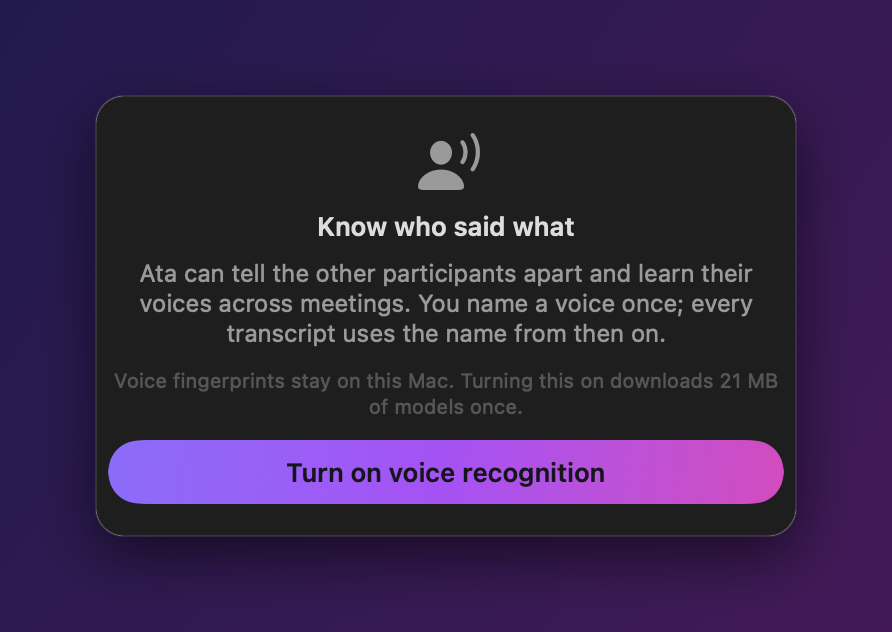 Know who said what
Ata can tell the other participants apart and learn their
voices across meetings. You name a voice once; every
transcript uses the name from then on.
Voice fingerprints stay on this Mac. Turning this on downloads 21 MB
of models once.
Turn on voice recognition